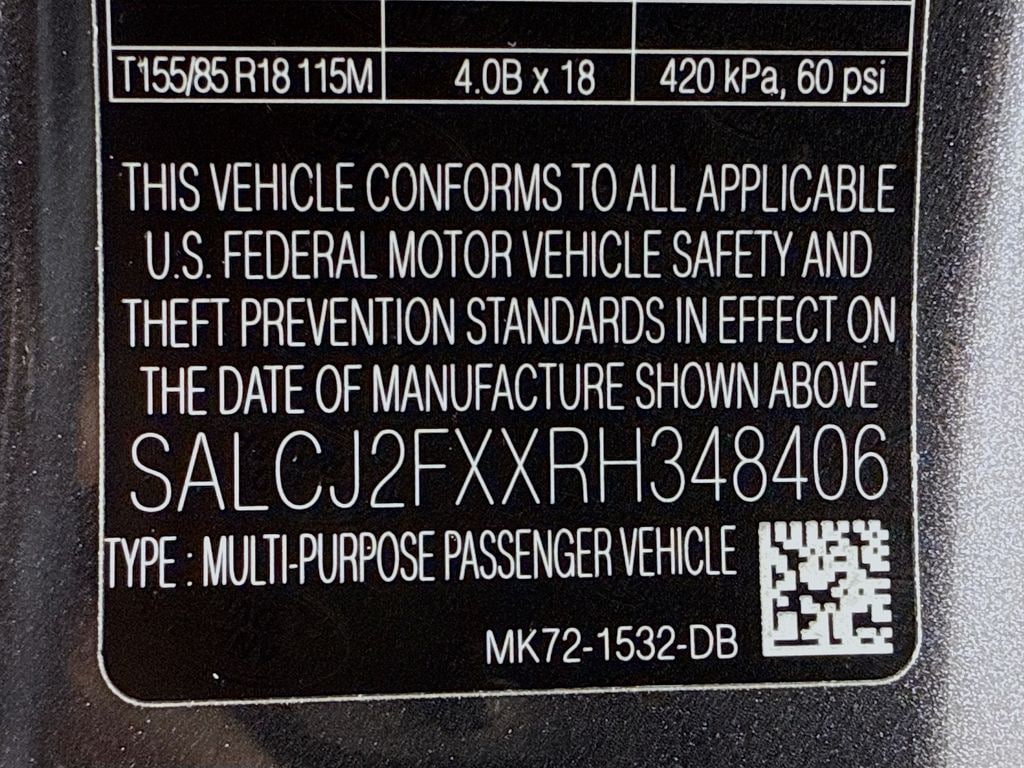 T155/85 R18 115M 4.0B x 18 420 kPa, 60 psi
THIS VEHICLE CONFORMS TO ALL APPLICABLE
U.S. FEDERAL MOTOR VEHICLE SAFETY AND
THEFT PREVENTION STANDARDS IN EFFECT ON
THE DATE OF MANUFACTURE SHOWN ABOVE
SALCJ2FXXRH348406
TYPE : MULTI-PURPOSE PASSENGER VEHICLE
MK72-1532-DB